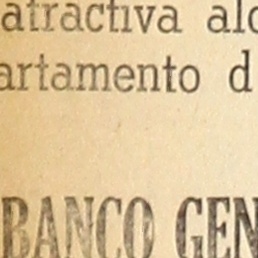 atractiva alo
artamento d
BANCO GEN